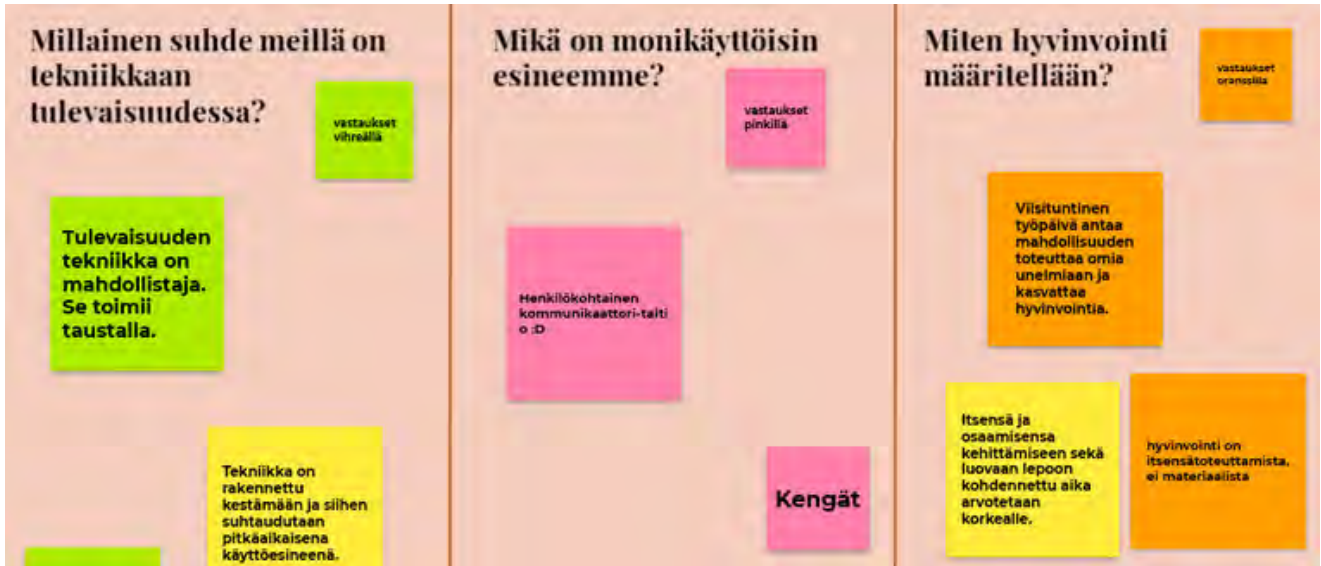 Millainen suhde meillä on
tekniikkaan
tulevaisuudessa?
vastaukset
vihreällä
Tulevaisuuden
tekniikka on
mahdollistaja.
Se toimii
taustalla.
Tekniikka on
rakennettu
kestämään ja siihen
suhtaudutaan
pitkäaikaisena
käyttöesineenä.
Mikä on monikäyttöisin
esineemme?
vastaukset
pinkillä
Henkilökohtainen
kommunikaattori-taiti
o :D
Kengät
Miten hyvinvointi
määritellään?
vastaukset
oranssilla
Viisituntinen
työpäivä antaa
mahdollisuuden
toteuttaa omia
unelmiaan ja
kasvattaa
hyvinvointia.
Itsensä ja
osaamisensa
kehittämiseen sekä
luovaan lepoon
kohdennettu aika
arvotetaan
korkealle.
hyvinvointi on
itsensätoteuttamista,
ei materiaalista